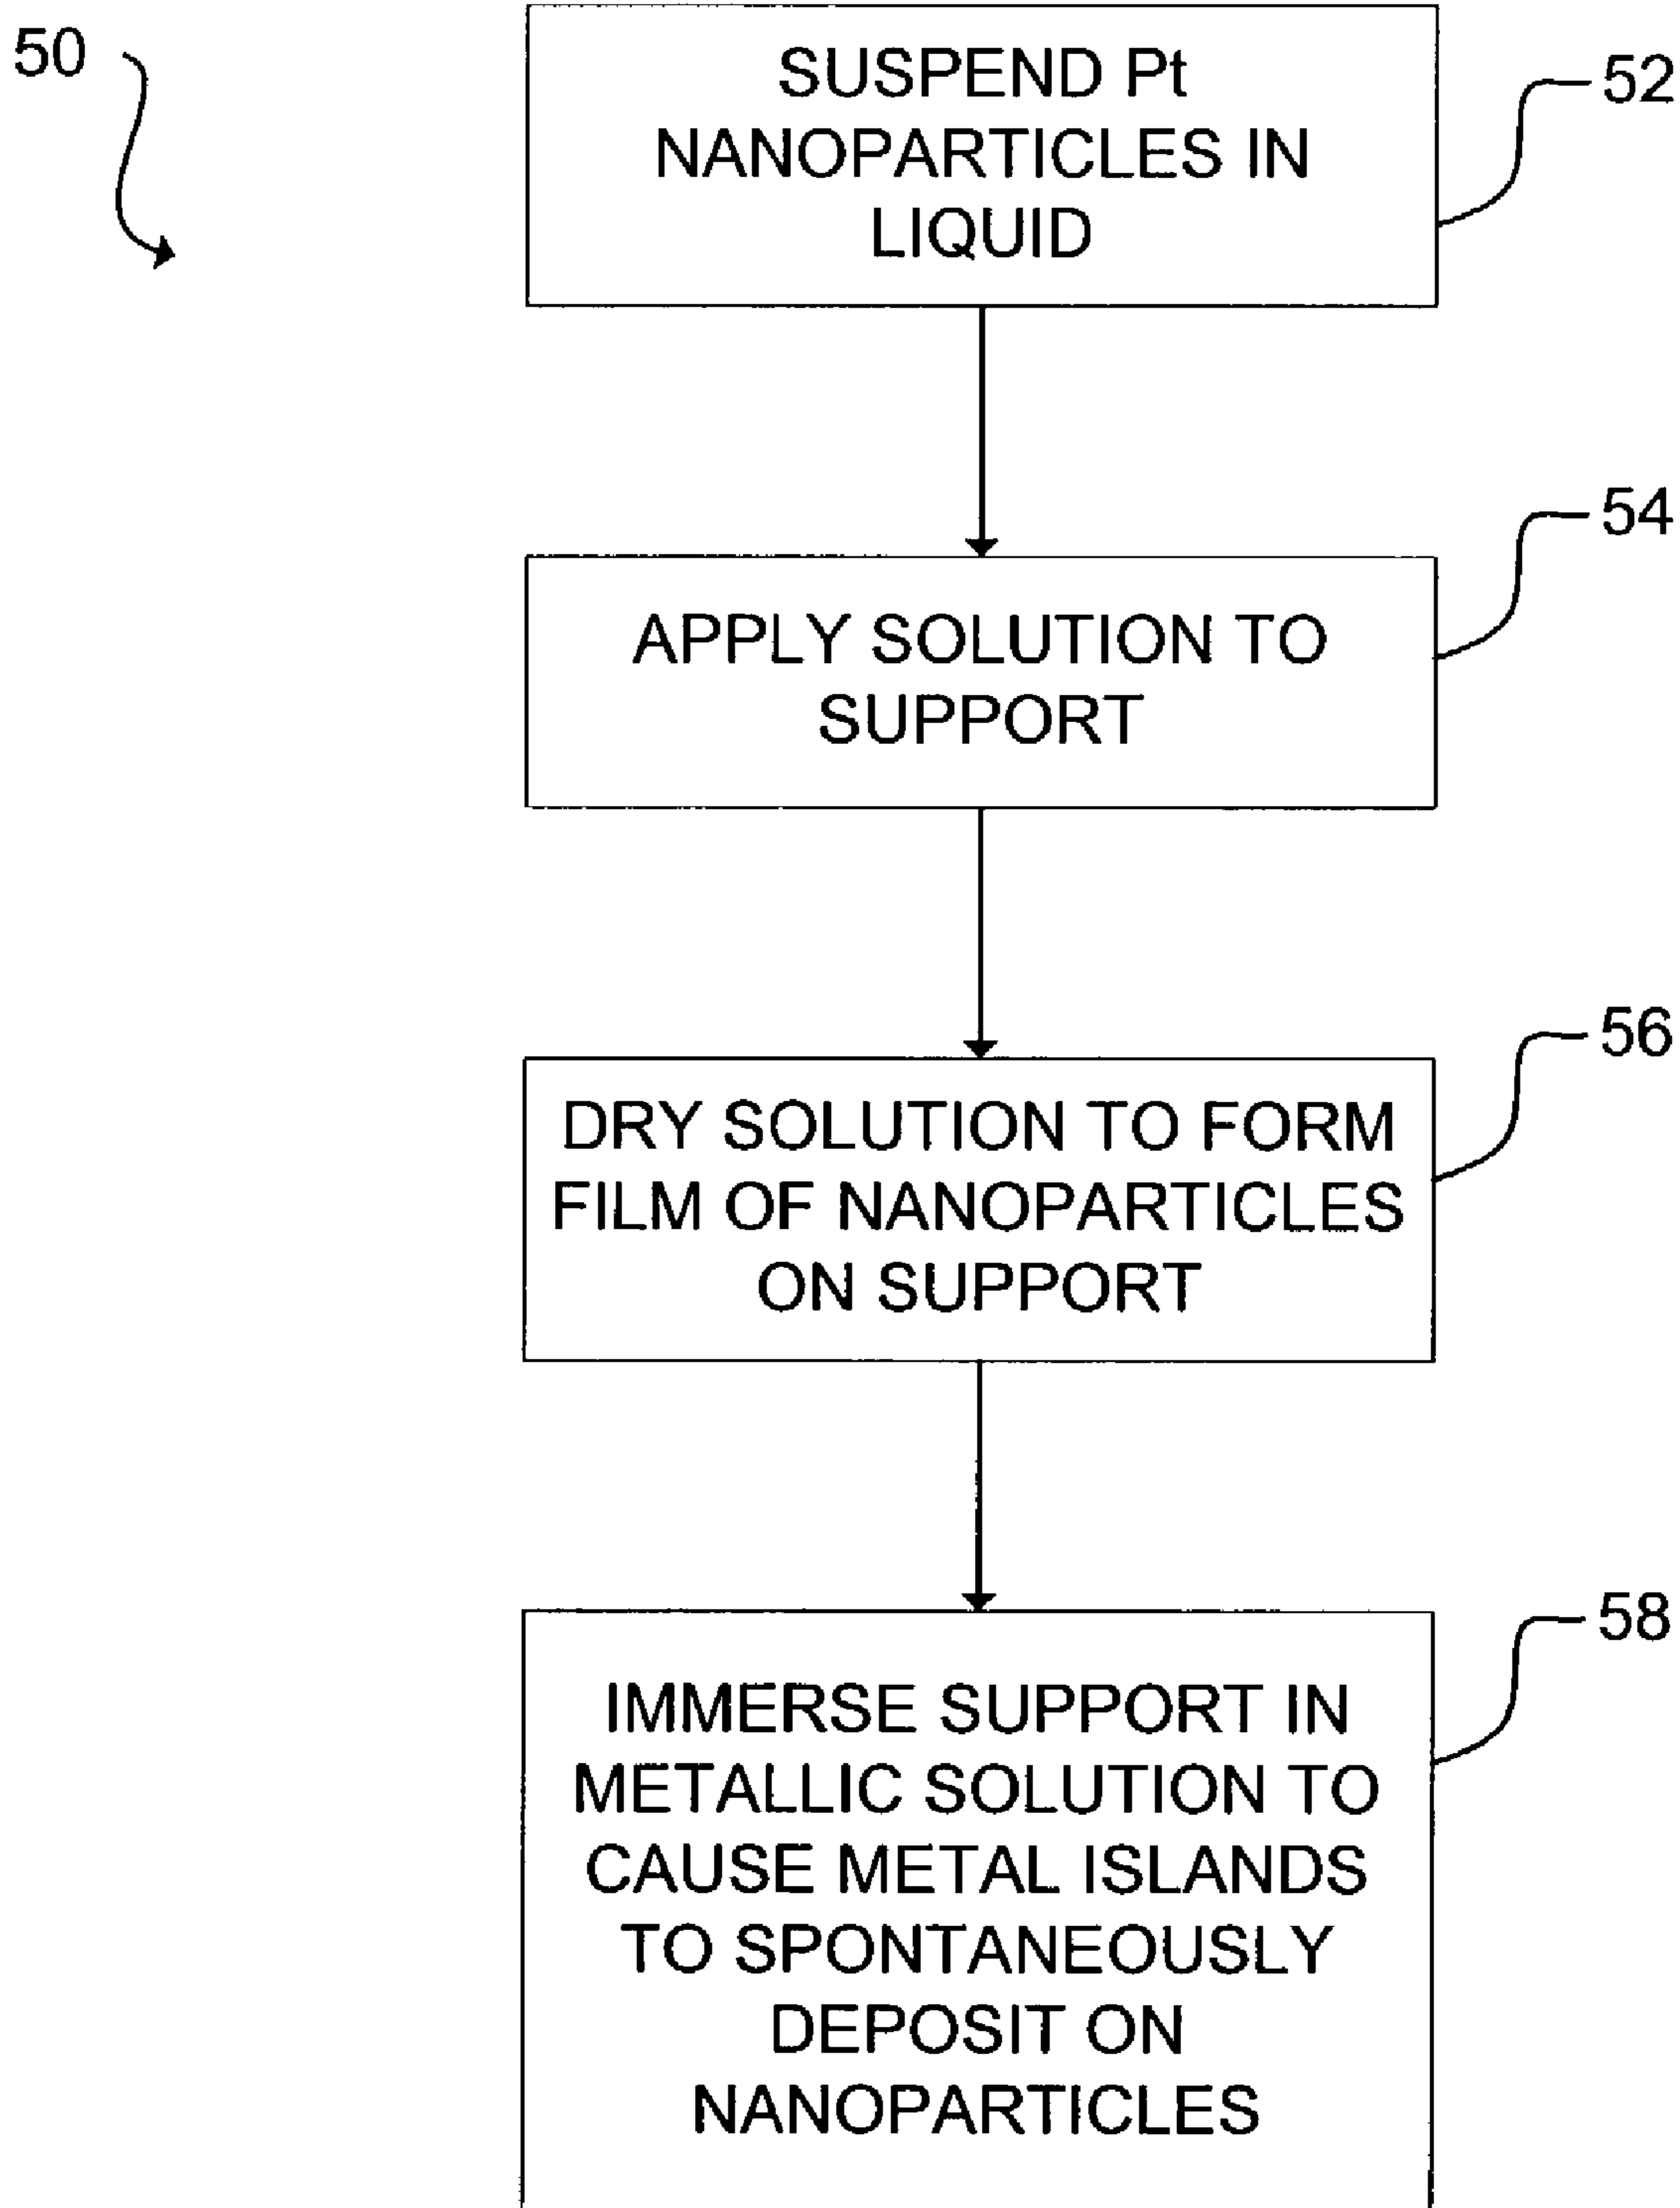 50
SUSPEND Pt
NANOPARTICLES IN
LIQUID
52
APPLY SOLUTION TO
SUPPORT
54
DRY SOLUTION TO FORM
FILM OF NANOPARTICLES
ON SUPPORT
56
IMMERSE SUPPORT IN
METALLIC SOLUTION TO
CAUSE METAL ISLANDS
TO SPONTANEOUSLY
DEPOSIT ON
NANOPARTICLES
58